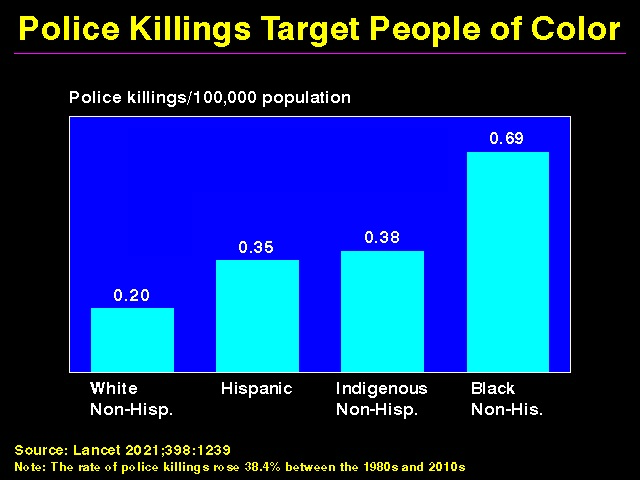 Police Killings Target People of Color
Police killings/100,000 population
0.69
0.38
0.35
0.20
White Non-Hisp.
Hispanic
Indigenous Non-Hisp.
Black Non-His.
Source: Lancet 2021;398:1239
Note: The rate of police killings rose 38.4% between the 1980s and 2010s